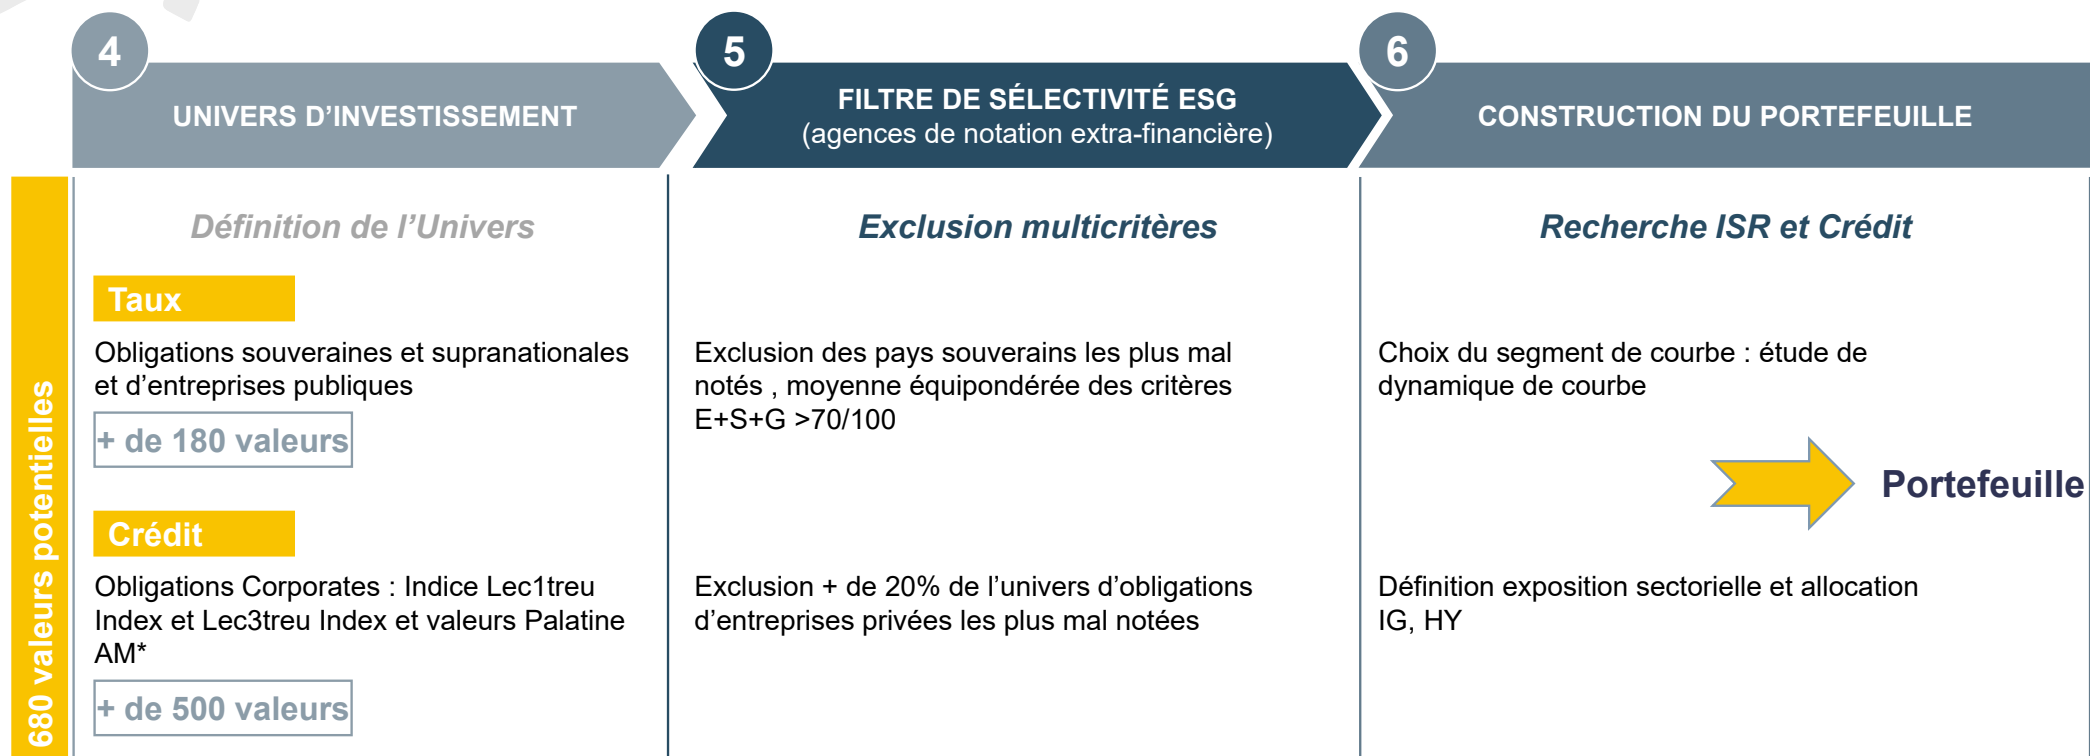 4
UNIVERS D’INVESTISSEMENT
5
FILTRE DE SÉLECTIVITÉ ESG
(agences de notation extra-financière)
6
CONSTRUCTION DU PORTEFEUILLE
680 valeurs potentielles
Définition de l’Univers
Taux
Obligations souveraines et supranationales
et d’entreprises publiques
+ de 180 valeurs
Crédit
Obligations Corporates : Indice Lec1treu
Index et Lec3treu Index et valeurs Palatine
AM*
+ de 500 valeurs
Exclusion multicritères
Exclusion des pays souverains les plus mal
notés , moyenne équipondérée des critères
E+S+G >70/100
Exclusion + de 20% de l’univers d’obligations
d’entreprises privées les plus mal notées
Recherche ISR et Crédit
Choix du segment de courbe : étude de
dynamique de courbe
Portefeuille
Définition exposition sectorielle et allocation
IG, HY